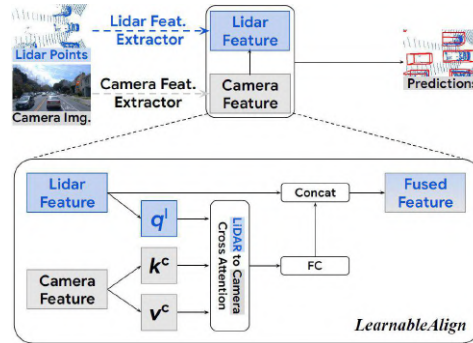 Lidar Points
Camera Img.
Lidar Feat.
Extractor
Camera Feat.
Extractor
Lidar
Feature
Camera
Feature
Predictions
Lidar
Feature
Camera
Feature
q^l
k^c
v^c
LiDAR to Camera
Cross Attention
Concat
FC
Fused
Feature
LearnableAlign